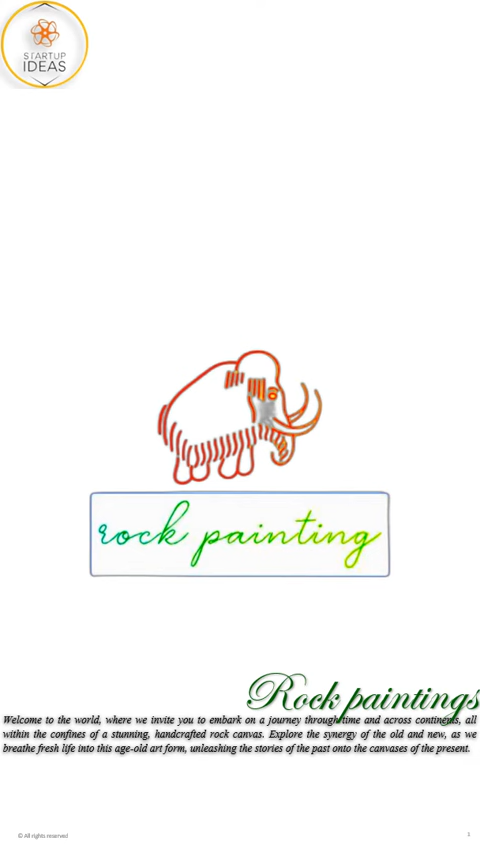 STARTUP
IDEAS
rock painting
Rock paintings
Welcome to the world, where we invite you to embark on a journey through time and across continents, all
within the confines of a stunning, handcrafted rock canvas. Explore the synergy of the old and new, as we
breathe fresh life into this age-old art form, unleashing the stories of the past onto the canvases of the present.
© All rights reserved